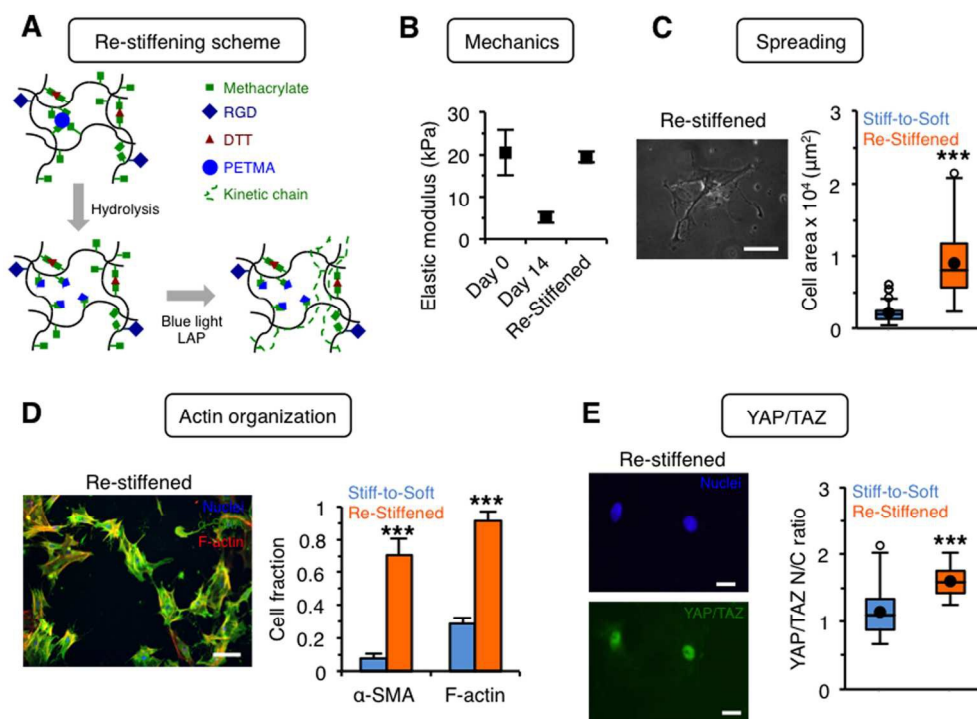 A
Re-stiffening scheme
Methacrylate
RGD
DTT
PETMA
Kinetic chain
Hydrolysis
Blue light
LAP
B
Mechanics
Elastic modulus (kPa)
30
25
20
15
10
5
0
Day 0
Day 14
Re-Stiffened
C
Spreading
Re-stiffened
Cell area x 10⁴ (μm²)
Stiff-to-Soft
Re-Stiffened
***
3
2
1
0
D
Actin organization
Re-stiffened
Nuclei
α-SMA
F-actin
Cell fraction
Stiff-to-Soft
Re-Stiffened
***
***
1
0.8
0.6
0.4
0.2
0
α-SMA
F-actin
E
YAP/TAZ
Re-stiffened
Nuclei
YAP/TAZ
YAP/TAZ N/C ratio
Stiff-to-Soft
Re-Stiffened
***
3
2
1
0